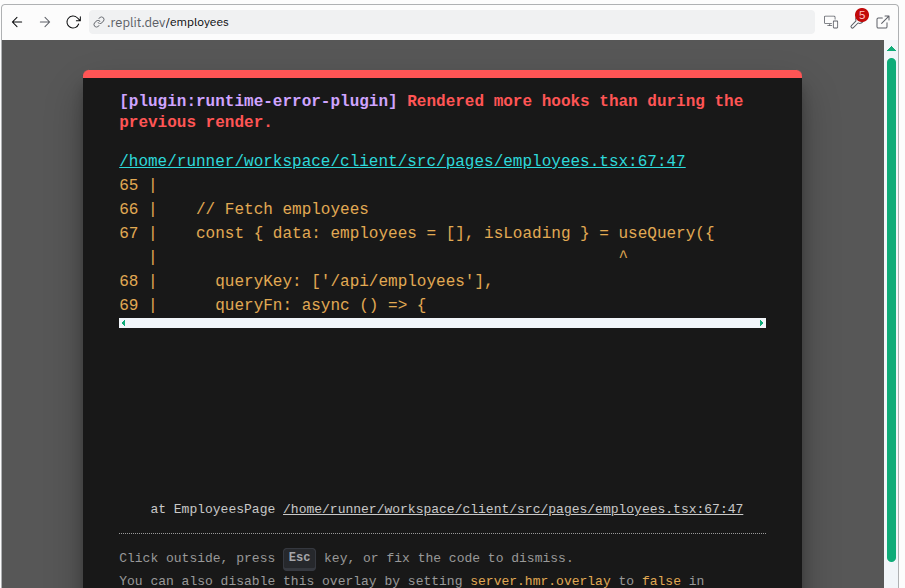 .replit.dev/employees
5
[plugin:runtime-error-plugin] Rendered more hooks than during the
previous render.
/home/runner/workspace/client/src/pages/employees.tsx:67:47
65 |
66 |    // Fetch employees
67 |    const { data: employees = [], isLoading } = useQuery({
   |                                                ^
68 |      queryKey: ['/api/employees'],
69 |      queryFn: async () => {
at EmployeesPage /home/runner/workspace/client/src/pages/employees.tsx:67:47
Click outside, press Esc key, or fix the code to dismiss.
You can also disable this overlay by setting server.hmr.overlay to false in